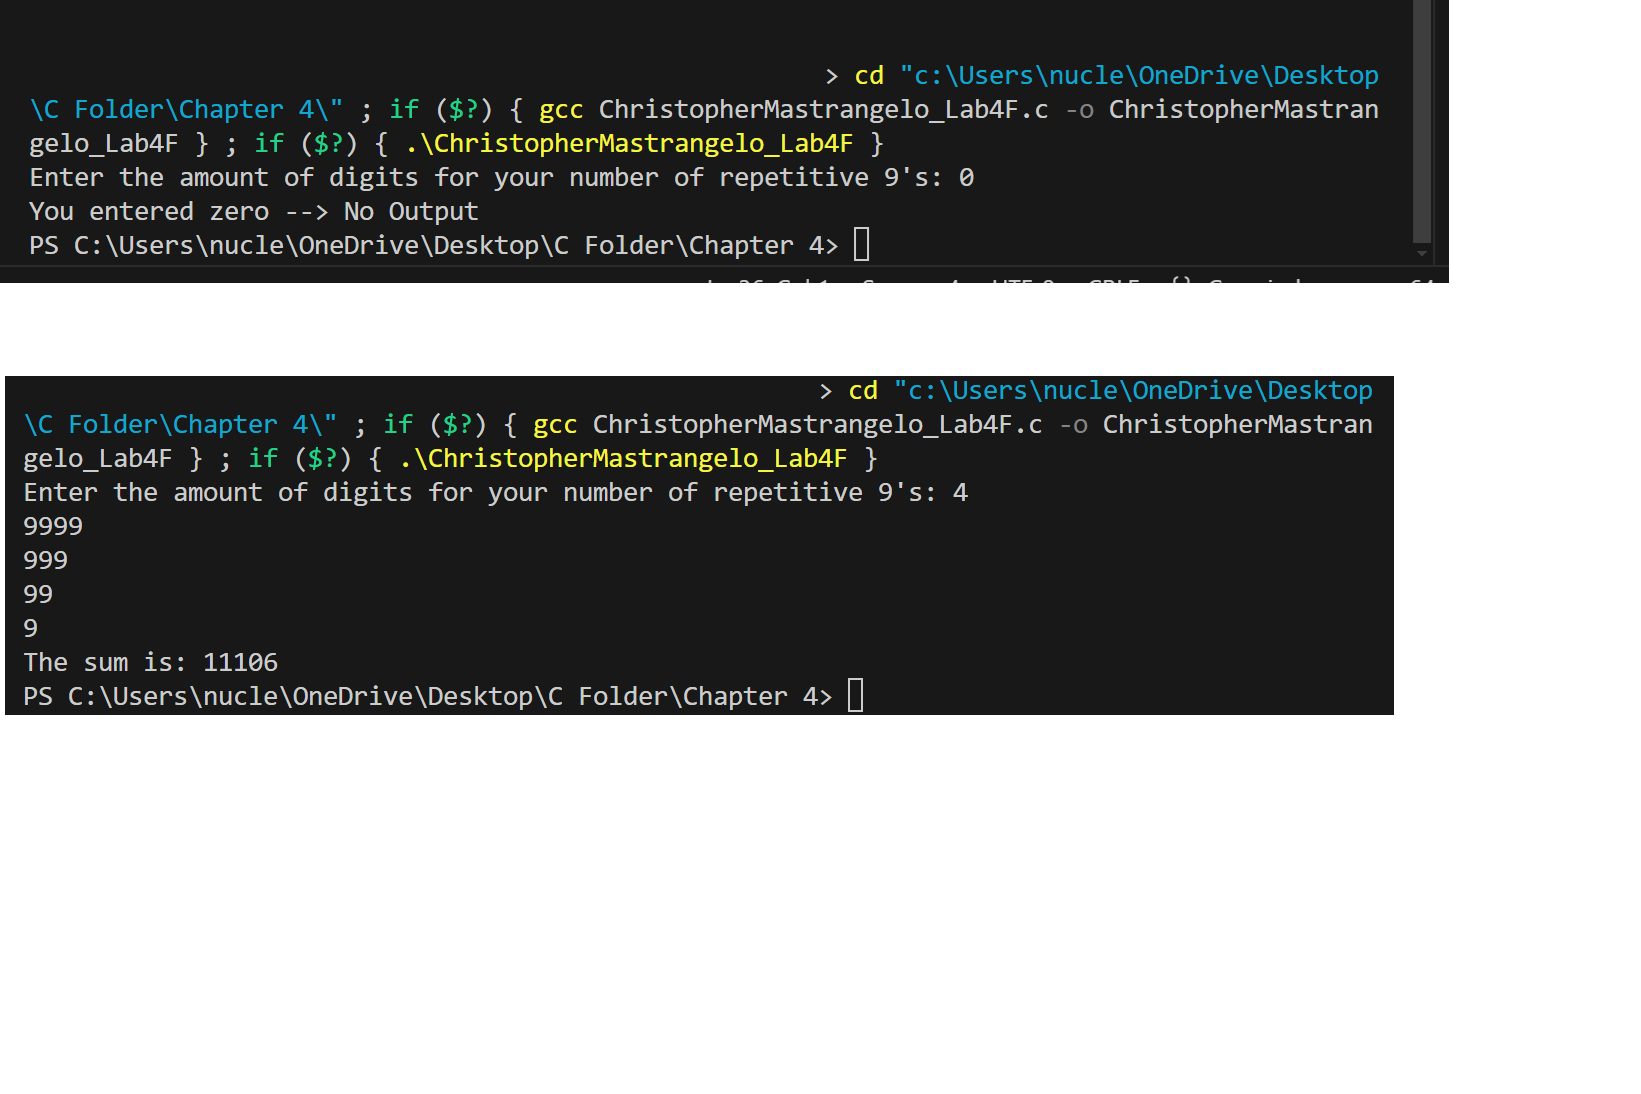 > cd "c:\Users\nucle\OneDrive\Desktop
\C Folder\Chapter 4\" ; if ($?) { gcc ChristopherMastrangelo_Lab4F.c -o ChristopherMastran
gelo_Lab4F } ; if ($?) { .\ChristopherMastrangelo_Lab4F }
Enter the amount of digits for your number of repetitive 9's: 0
You entered zero --> No Output
PS C:\Users\nucle\OneDrive\Desktop\C Folder\Chapter 4>
> cd "c:\Users\nucle\OneDrive\Desktop
\C Folder\Chapter 4\" ; if ($?) { gcc ChristopherMastrangelo_Lab4F.c -o ChristopherMastran
gelo_Lab4F } ; if ($?) { .\ChristopherMastrangelo_Lab4F }
Enter the amount of digits for your number of repetitive 9's: 4
9999
999
99
9
The sum is: 11106
PS C:\Users\nucle\OneDrive\Desktop\C Folder\Chapter 4>